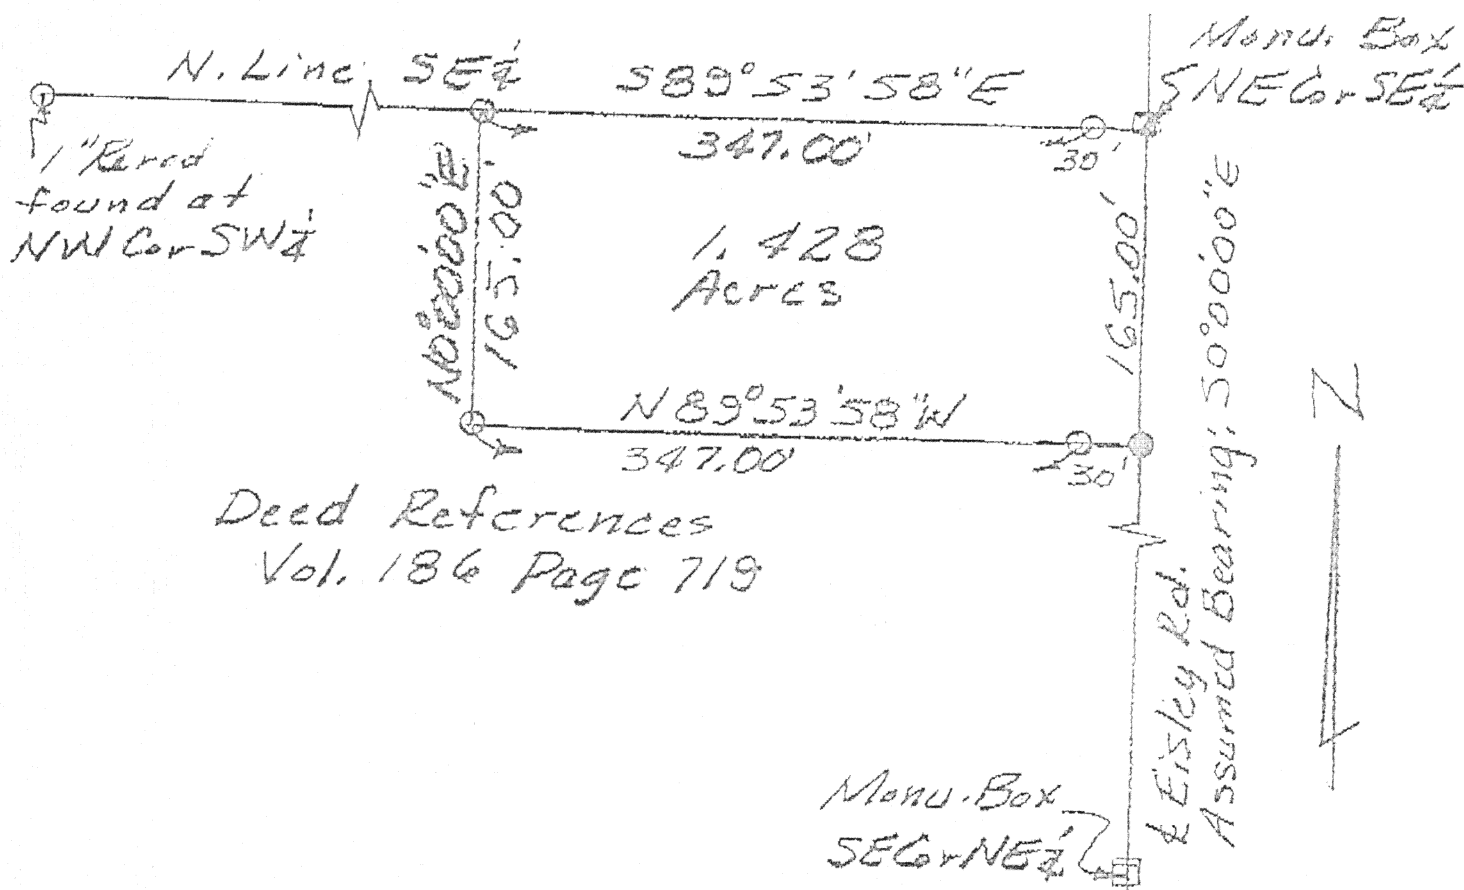 N. Line SE¼
S89°53'58"E
347.00'
30'
Monu. Box
NE Cor SE¼
1" Rerod
found at
NW Cor SW¼
N0°00'00"E
165.00'
1.428
Acres
165.00'
N89°53'58"W
347.00'
30'
Deed References
Vol. 186 Page 719
℄ Eisley Rd.
Assumed Bearing: S0°00'00"E
N
Monu. Box
SE Cor NE¼